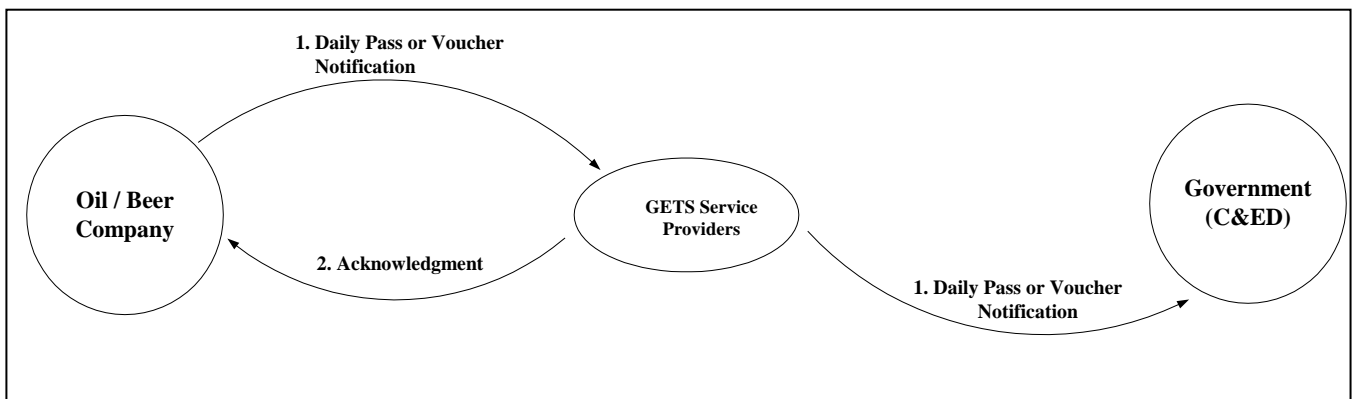 1. Daily Pass or Voucher
Notification
Oil / Beer
Company
GETS Service
Providers
Government
(C&ED)
2. Acknowledgment
1. Daily Pass or Voucher
Notification